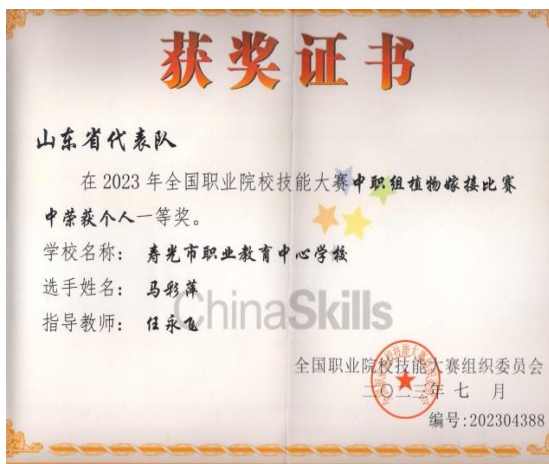 获奖证书
山东省代表队
在2023年全国职业院校技能大赛中职组植物嫁接比赛
中荣获个人一等奖。
学校名称：寿光市职业教育中心学校
选手姓名：马彩萍
指导教师：任永飞
ChinaSkills
全国职业院校技能大赛组织委员会
二〇二三年七月
编号:202304388